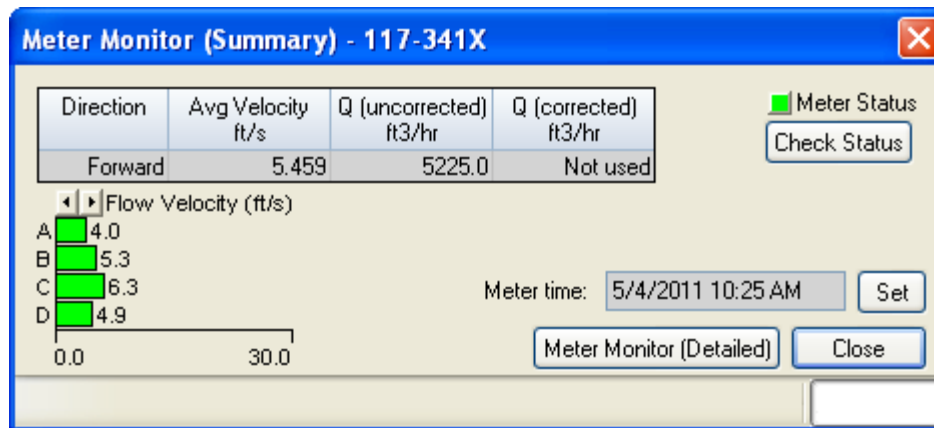 Meter Monitor (Summary) - 117-341X
Direction Avg Velocity Q (uncorrected) Q (corrected)
ft/s ft3/hr ft3/hr
Forward 5.459 5225.0 Not used
Meter Status
Check Status
Flow Velocity (ft/s)
A 4.0
B 5.3
C 6.3
D 4.9
0.0 30.0
Meter time: 5/4/2011 10:25 AM Set
Meter Monitor (Detailed) Close